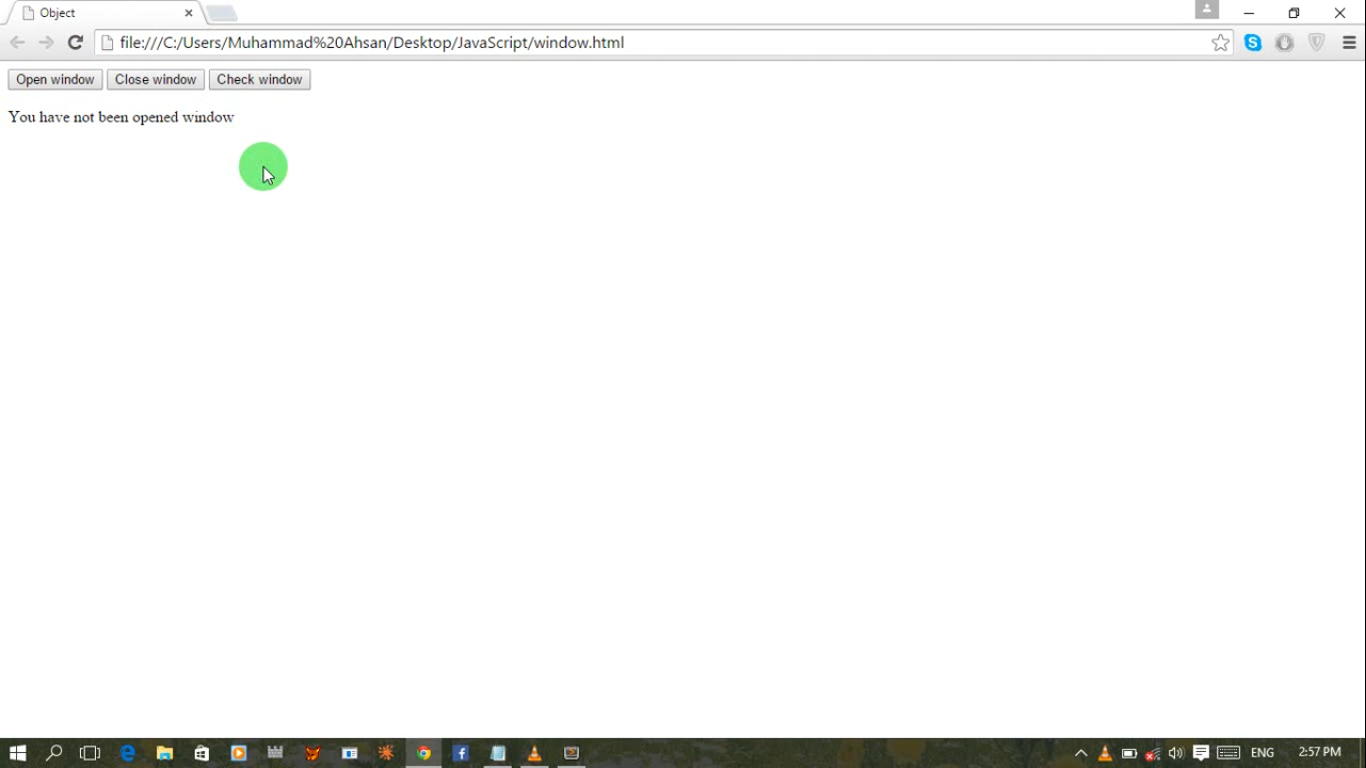 Object
file:///C:/Users/Muhammad%20Ahsan/Desktop/JavaScript/window.html
Open window Close window Check window
You have not been opened window
ENG 2:57 PM